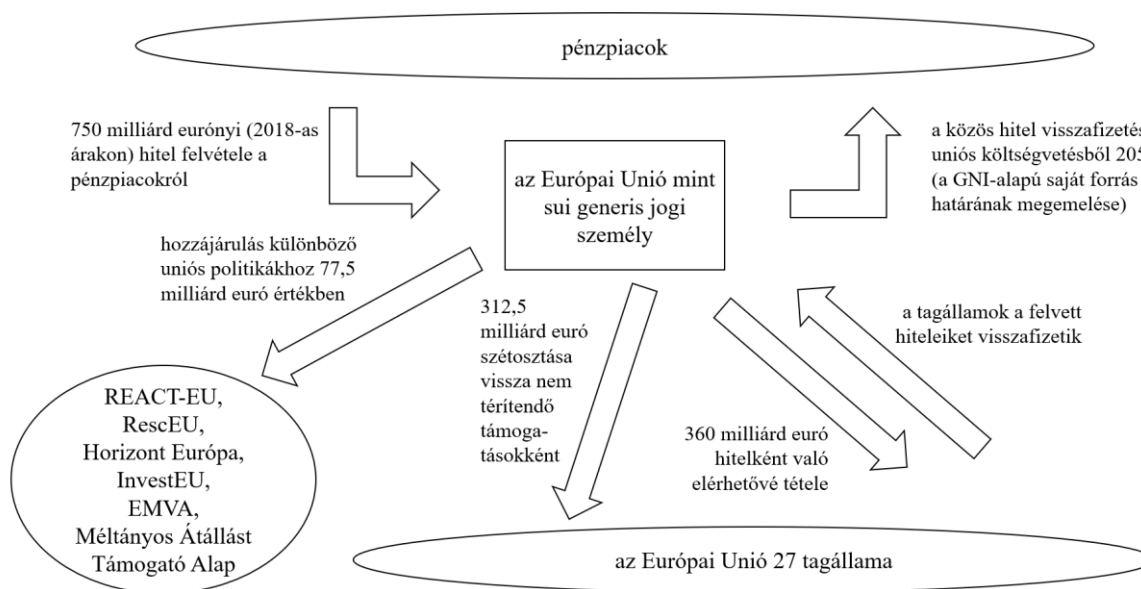 pénzpiacok
750 milliárd eurónyi (2018-as
árakon) hitel felvétele a
pénzpiacokról
az Európai Unió mint
sui generis jogi
személy
a közös hitel visszafizetés
uniós költségvetésből 205
(a GNI-alapú saját forrás
határának megemelése)
hozzájárulás különböző
uniós politikákhoz 77,5
milliárd euró értékben
312,5
milliárd euró
szétosztása
vissza nem
térítendő
támoga-
tásokként
a tagállamok a felvett
hiteleiket visszafizetik
360 milliárd euró
hitelként való
elérhetővé tétele
REACT-EU,
RescEU,
Horizont Európa,
InvestEU,
EMVA,
Méltányos Átállást
Támogató Alap
az Európai Unió 27 tagállama